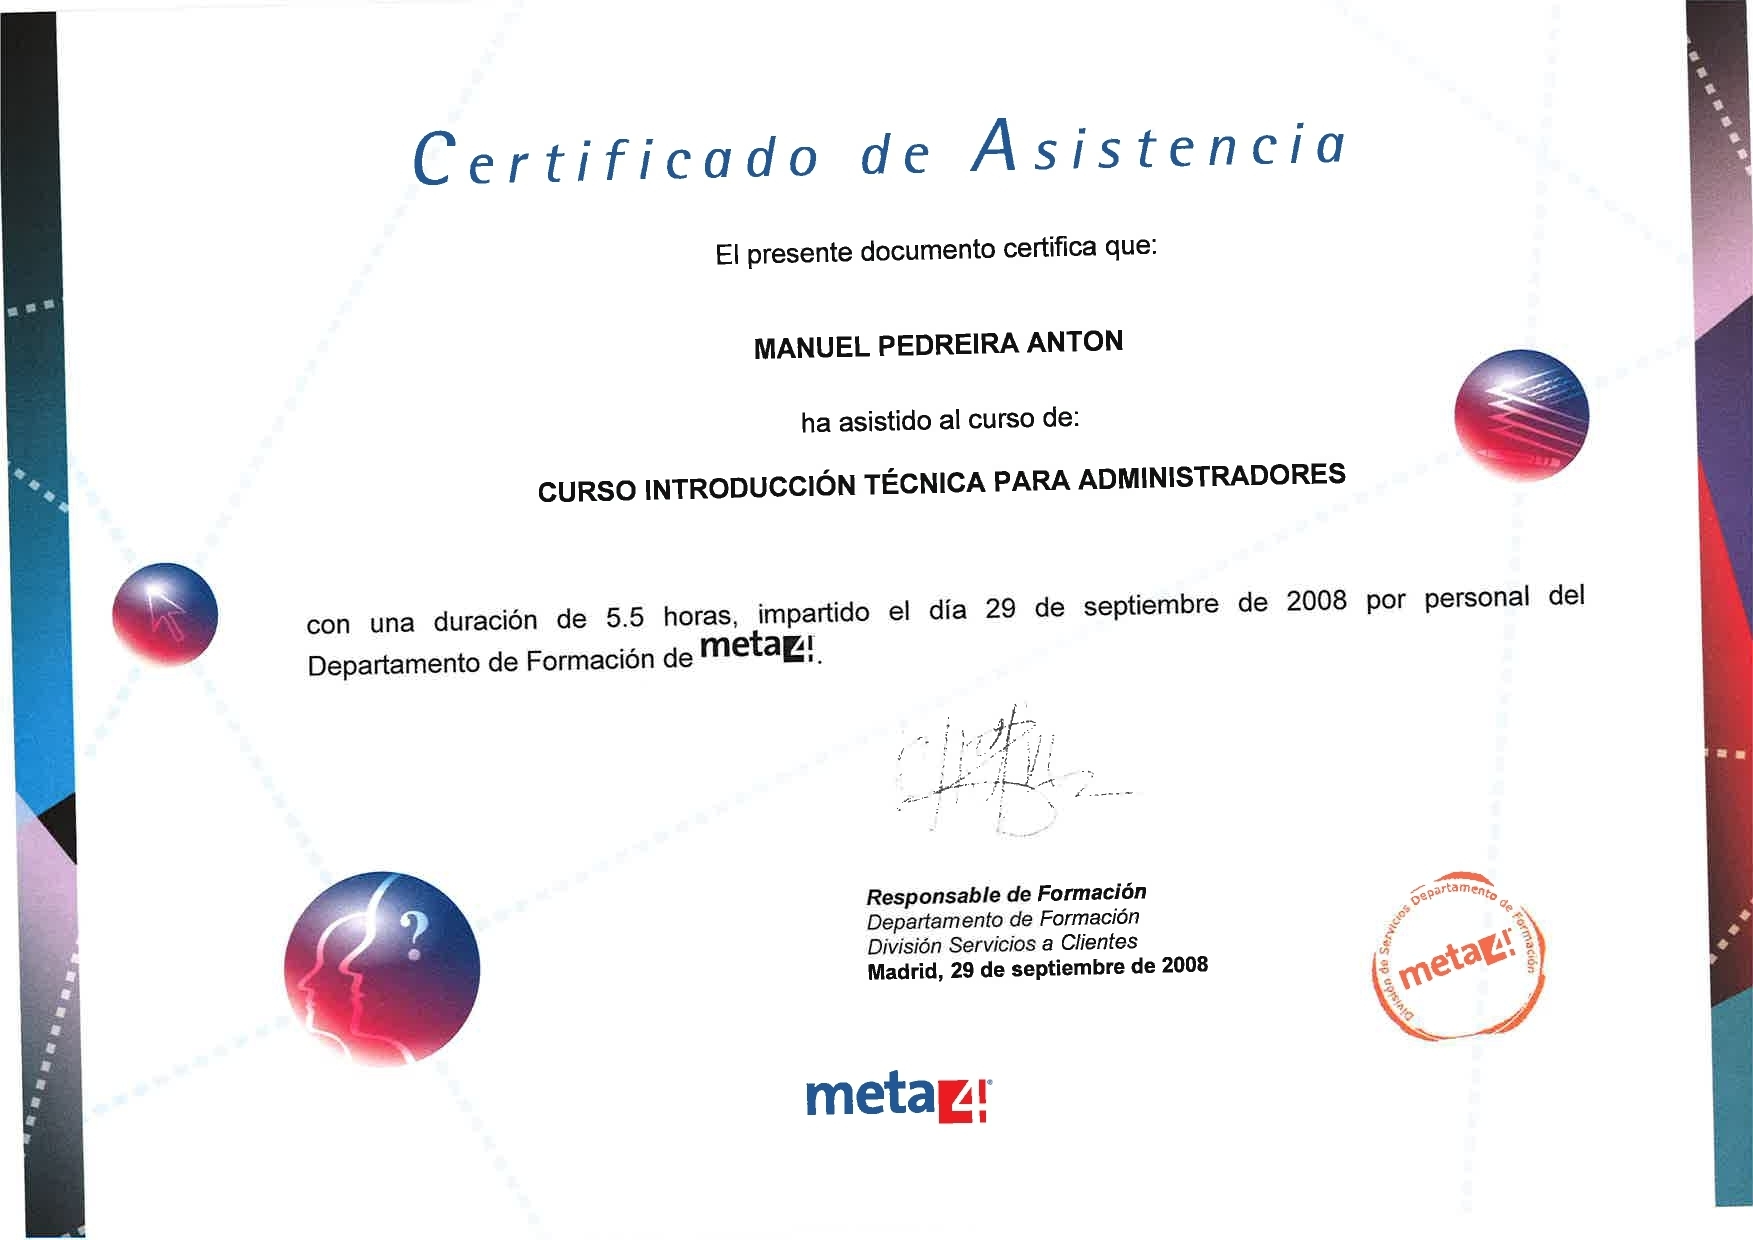 Certificado de Asistencia
El presente documento certifica que:
MANUEL PEDREIRA ANTON
ha asistido al curso de:
CURSO INTRODUCCIÓN TÉCNICA PARA ADMINISTRADORES
con una duración de 5.5 horas, impartido el día 29 de septiembre de 2008 por personal del
Departamento de Formación de meta4!.
Responsable de Formación
Departamento de Formación
División Servicios a Clientes
Madrid, 29 de septiembre de 2008
División de Servicios Departamento de Formación
meta4!
meta4!
?